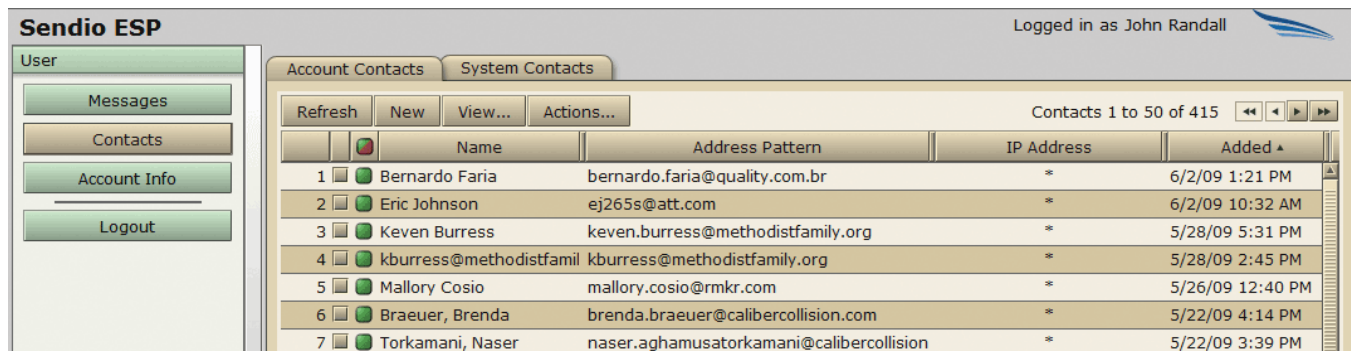 Sendio ESP
Logged in as John Randall
User
Messages
Contacts
Account Info
Logout
Account Contacts System Contacts
Refresh New View... Actions... Contacts 1 to 50 of 415
Name Address Pattern IP Address Added
1 Bernardo Faria bernardo.faria@quality.com.br * 6/2/09 1:21 PM
2 Eric Johnson ej265s@att.com * 6/2/09 10:32 AM
3 Keven Burress keven.burress@methodistfamily.org * 5/28/09 5:31 PM
4 kburress@methodistfamil kburress@methodistfamily.org * 5/28/09 2:45 PM
5 Mallory Cosio mallory.cosio@rmkr.com * 5/26/09 12:40 PM
6 Braeuer, Brenda brenda.braeuer@calibercollision.com * 5/22/09 4:14 PM
7 Torkamani, Naser naser.aghamusatorkamani@calibercollision * 5/22/09 3:39 PM